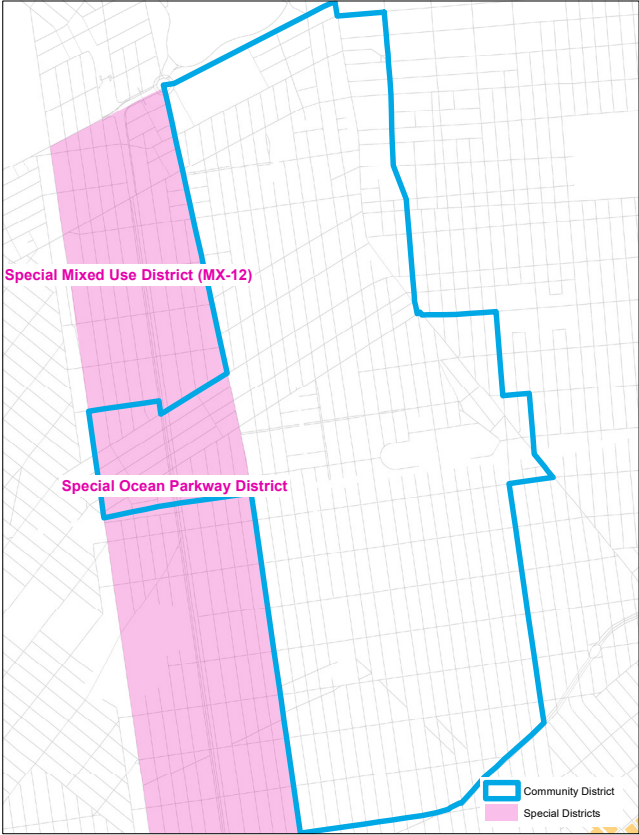 Special Mixed Use District (MX-12)
Special Ocean Parkway District
Community District
Special Districts